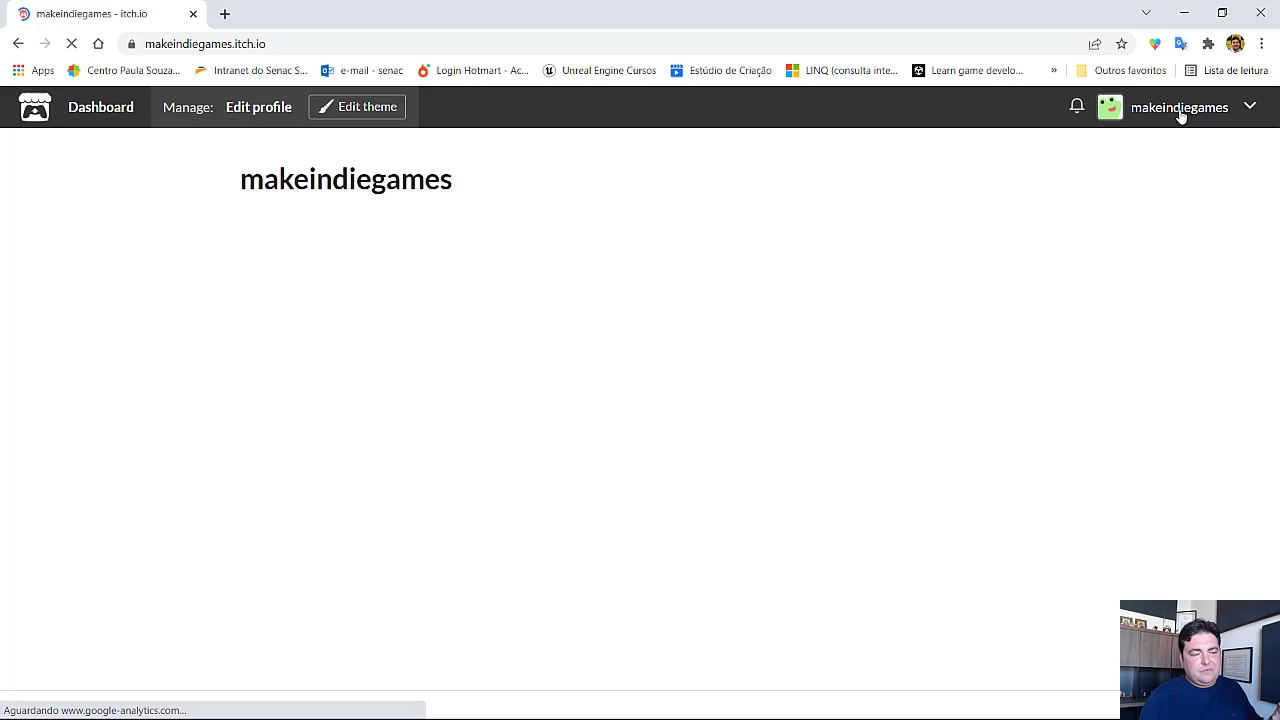 makeindiegames - itch.io
makeindiegames.itch.io
Apps
Centro Paula Souza...
Intranet do Senac S...
e-mail - senac
Login Hotmart - Ac...
Unreal Engine Cursos
Estúdio de Criação
LINQ (consulta inte...
Learn game develo...
»
Outros favoritos
Lista de leitura
Dashboard
Manage:
Edit profile
Edit theme
makeindiegames
makeindiegames
Aguardando www.google-analytics.com...